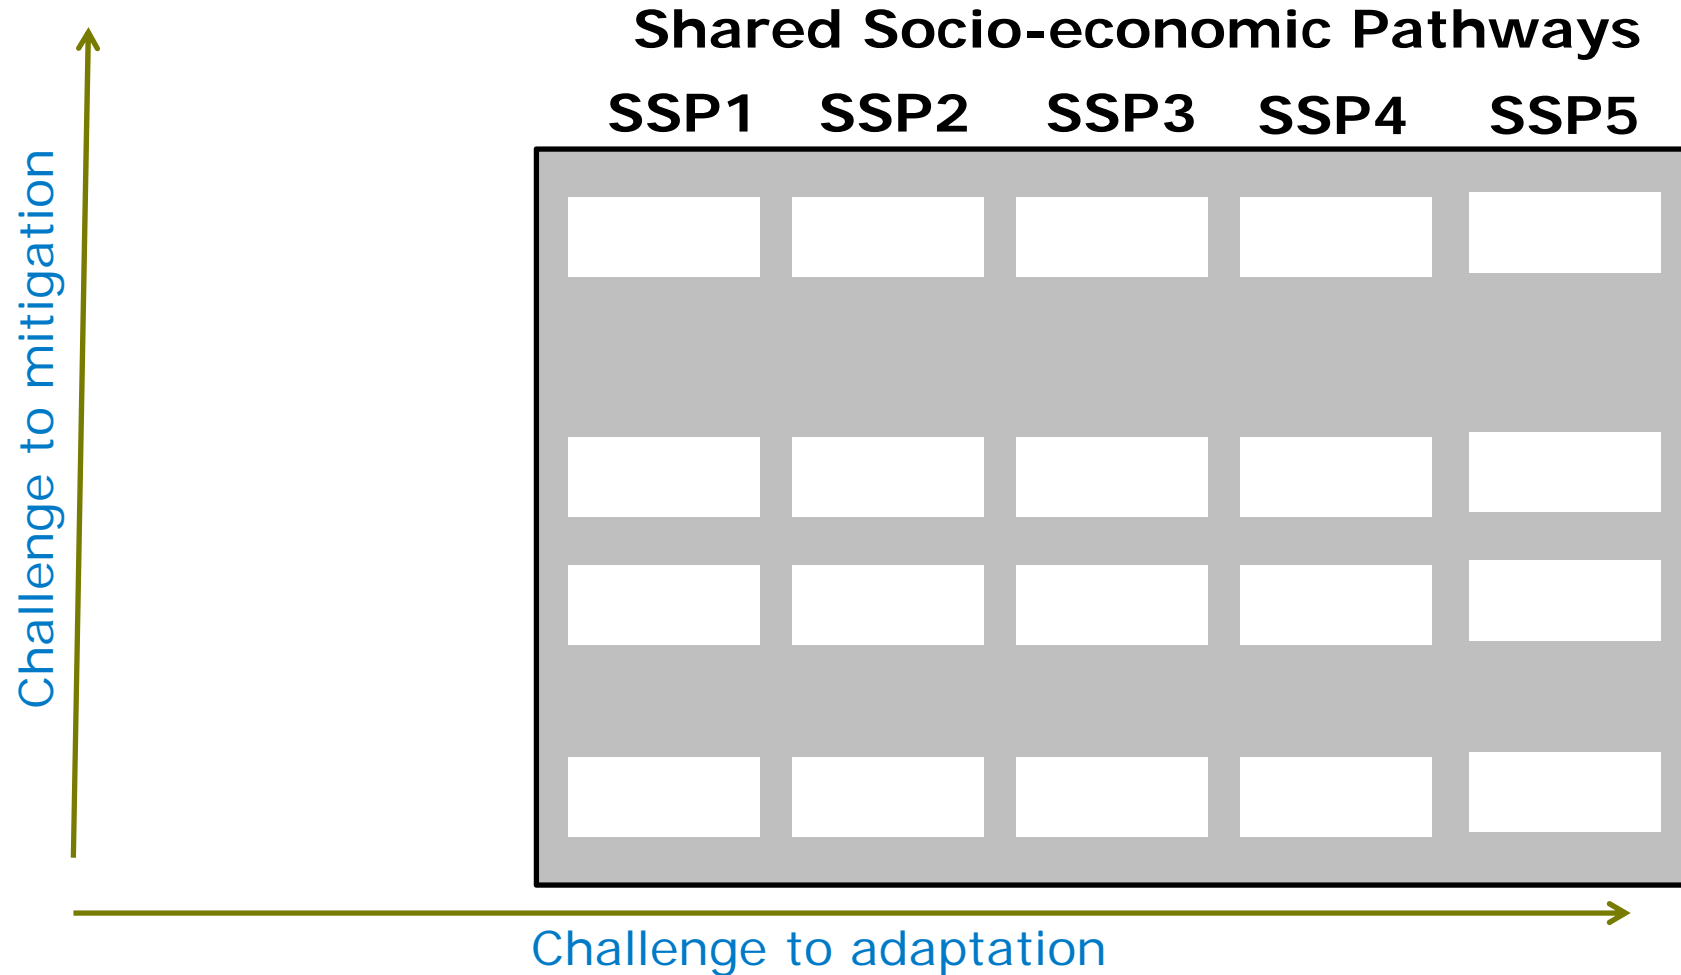 Shared Socio-economic Pathways
SSP1 SSP2 SSP3 SSP4 SSP5
Challenge to mitigation
Challenge to adaptation